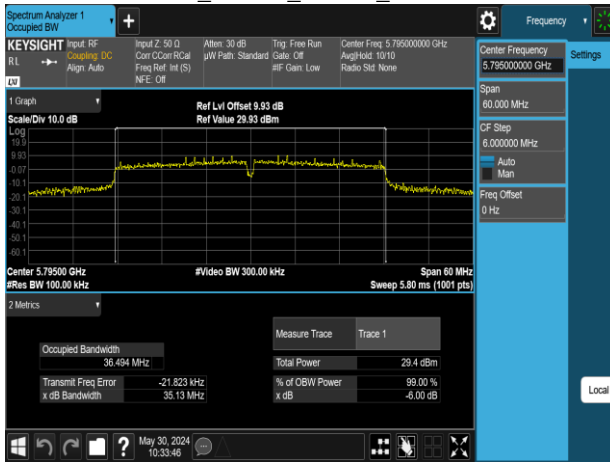 Spectrum Analyzer 1
Occupied BW
+
Frequency
KEYSIGHT
RL
LXI
Input: RF
Coupling: DC
Align: Auto
Input Z: 50 Ω
Corr CCorr RCal
Freq Ref: Int (S)
NFE: Off
Atten: 30 dB
µW Path: Standard
Trig: Free Run
Gate: Off
#IF Gain: Low
Center Freq: 5.795000000 GHz
Avg|Hold: 10/10
Radio Std: None
Center Frequency
5.795000000 GHz
Settings
Span
60.000 MHz
CF Step
6.000000 MHz
Auto
Man
Freq Offset
0 Hz
1 Graph
Scale/Div 10.0 dB
Ref Lvl Offset 9.93 dB
Ref Value 29.93 dBm
Log
19.9
9.93
-0.07
-10.1
-20.1
-30.1
-40.1
-50.1
-60.1
Center 5.79500 GHz
#Video BW 300.00 kHz
Span 60 MHz
#Res BW 100.00 kHz
Sweep 5.80 ms (1001 pts)
2 Metrics
Measure Trace
Trace 1
Occupied Bandwidth
36.494 MHz
Total Power
29.4 dBm
Transmit Freq Error
-21.823 kHz
% of OBW Power
99.00 %
x dB Bandwidth
35.13 MHz
x dB
-6.00 dB
Local
?
May 30, 2024
10:33:46